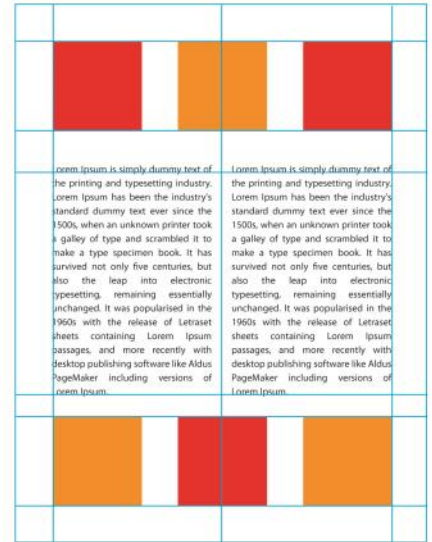 Lorem Ipsum is simply dummy text of
the printing and typesetting industry.
Lorem Ipsum has been the industry's
standard dummy text ever since the
1500s, when an unknown printer took
a galley of type and scrambled it to
make a type specimen book. It has
survived not only five centuries, but
also the leap into electronic
typesetting, remaining essentially
unchanged. It was popularised in the
1960s with the release of Letraset
sheets containing Lorem Ipsum
passages, and more recently with
desktop publishing software like Aldus
PageMaker including versions of
Lorem Ipsum.
Lorem Ipsum is simply dummy text of
the printing and typesetting industry.
Lorem Ipsum has been the industry's
standard dummy text ever since the
1500s, when an unknown printer took
a galley of type and scrambled it to
make a type specimen book. It has
survived not only five centuries, but
also the leap into electronic
typesetting, remaining essentially
unchanged. It was popularised in the
1960s with the release of Letraset
sheets containing Lorem Ipsum
passages, and more recently with
desktop publishing software like Aldus
PageMaker including versions of
Lorem Ipsum.